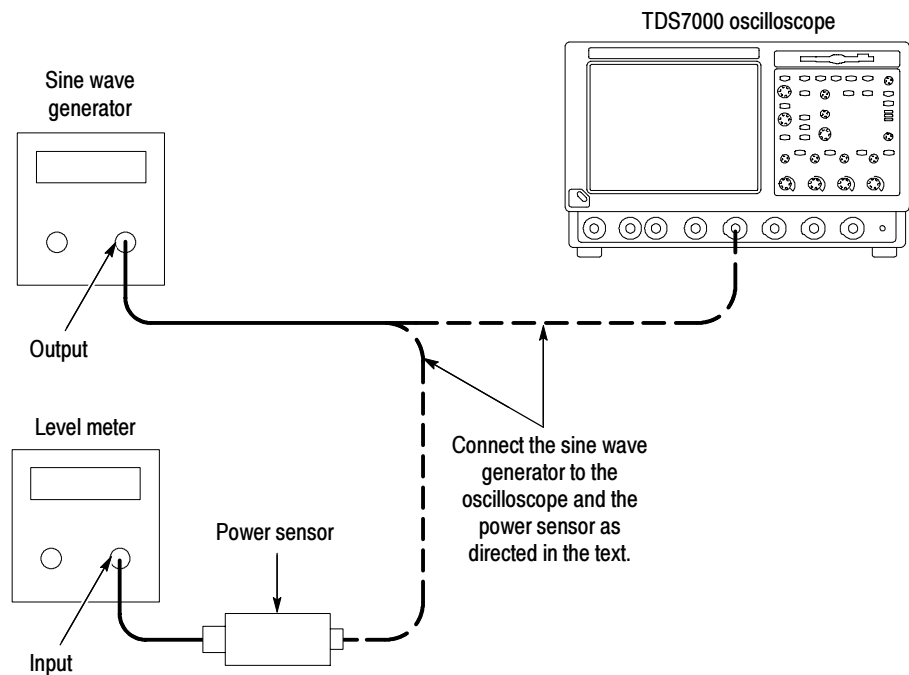 TDS7000 oscilloscope
Sine wave
generator
Output
Level meter
Connect the sine wave
generator to the
oscilloscope and the
power sensor as
directed in the text.
Power sensor
Input